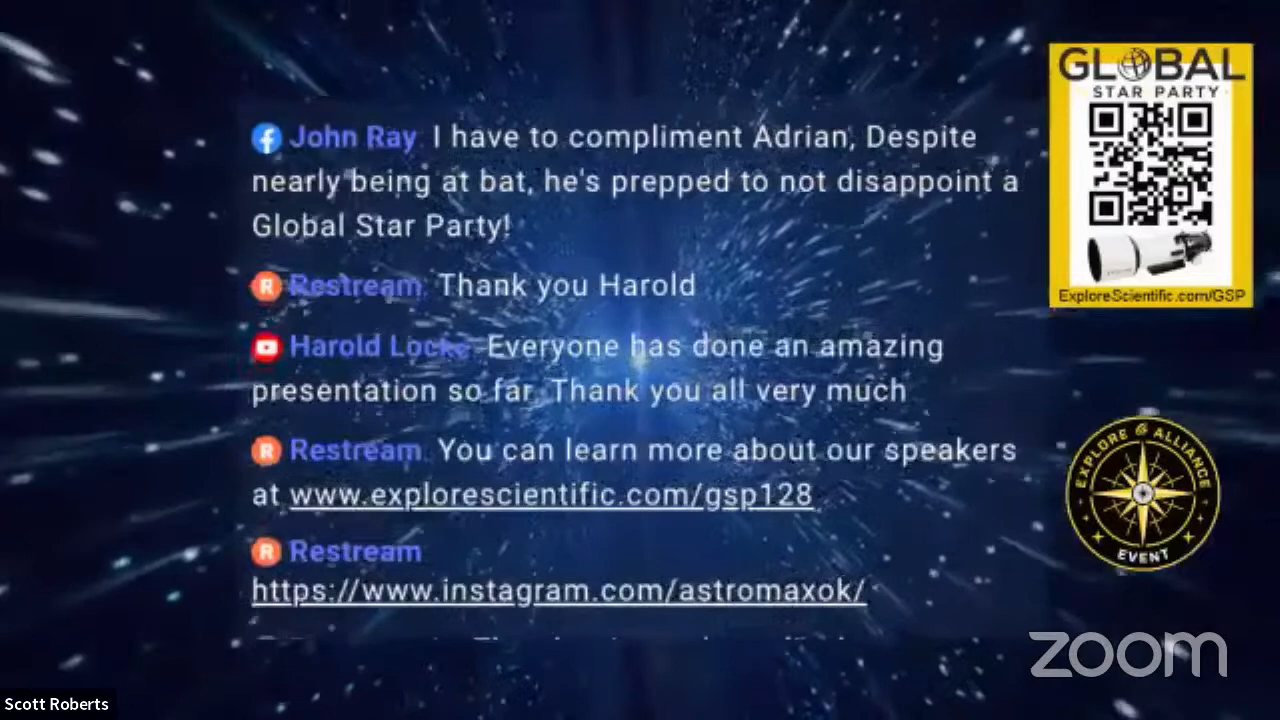 John Ray I have to compliment Adrian, Despite
nearly being at bat, he's prepped to not disappoint a
Global Star Party!
Restream Thank you Harold
Harold Locke Everyone has done an amazing
presentation so far. Thank you all very much
Restream You can learn more about our speakers
at www.explorescientific.com/gsp128
Restream
https://www.instagram.com/astromaxok/
GLOBAL
STAR PARTY
ExploreScientific.com/GSP
EXPLORE ALLIANCE
EVENT
zoom
Scott Roberts